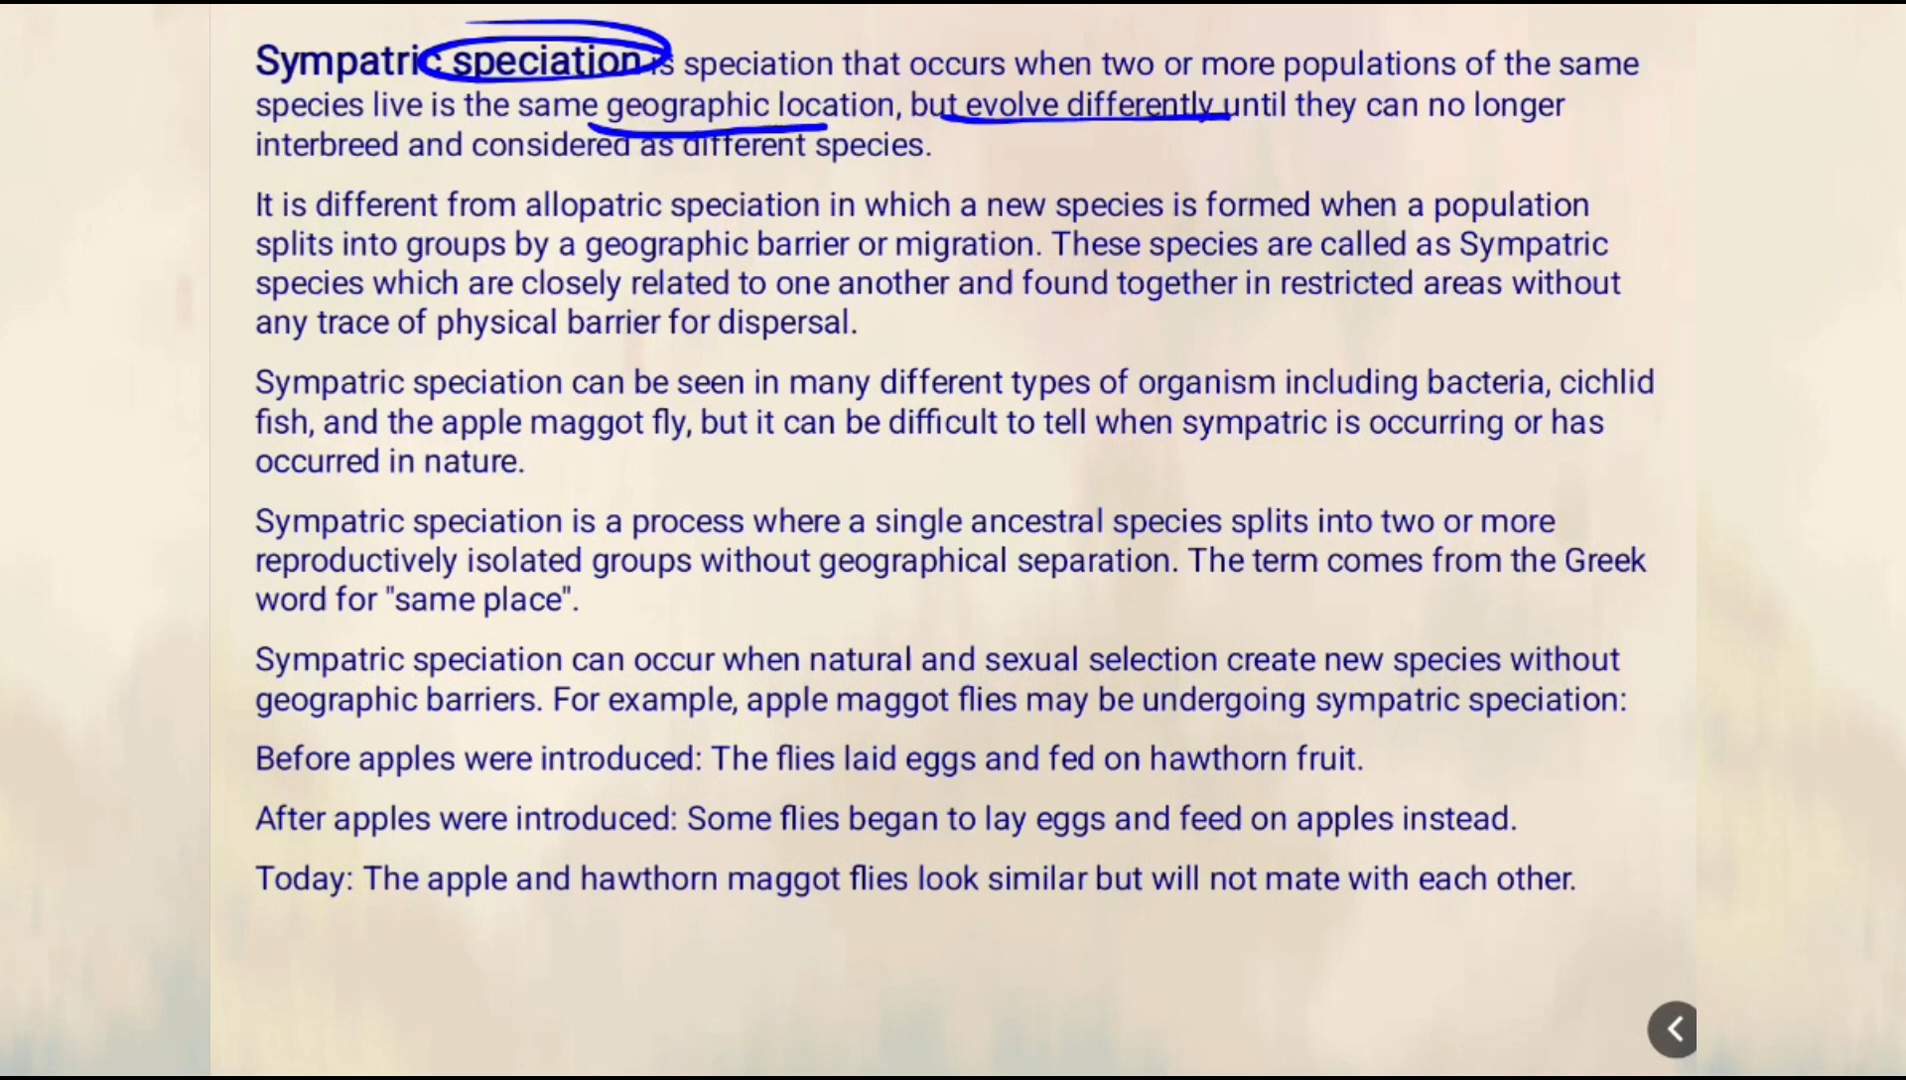 Sympatric speciation is speciation that occurs when two or more populations of the same
species live is the same geographic location, but evolve differently until they can no longer
interbreed and considered as different species.
It is different from allopatric speciation in which a new species is formed when a population
splits into groups by a geographic barrier or migration. These species are called as Sympatric
species which are closely related to one another and found together in restricted areas without
any trace of physical barrier for dispersal.
Sympatric speciation can be seen in many different types of organism including bacteria, cichlid
fish, and the apple maggot fly, but it can be difficult to tell when sympatric is occurring or has
occurred in nature.
Sympatric speciation is a process where a single ancestral species splits into two or more
reproductively isolated groups without geographical separation. The term comes from the Greek
word for "same place".
Sympatric speciation can occur when natural and sexual selection create new species without
geographic barriers. For example, apple maggot flies may be undergoing sympatric speciation:
Before apples were introduced: The flies laid eggs and fed on hawthorn fruit.
After apples were introduced: Some flies began to lay eggs and feed on apples instead.
Today: The apple and hawthorn maggot flies look similar but will not mate with each other.